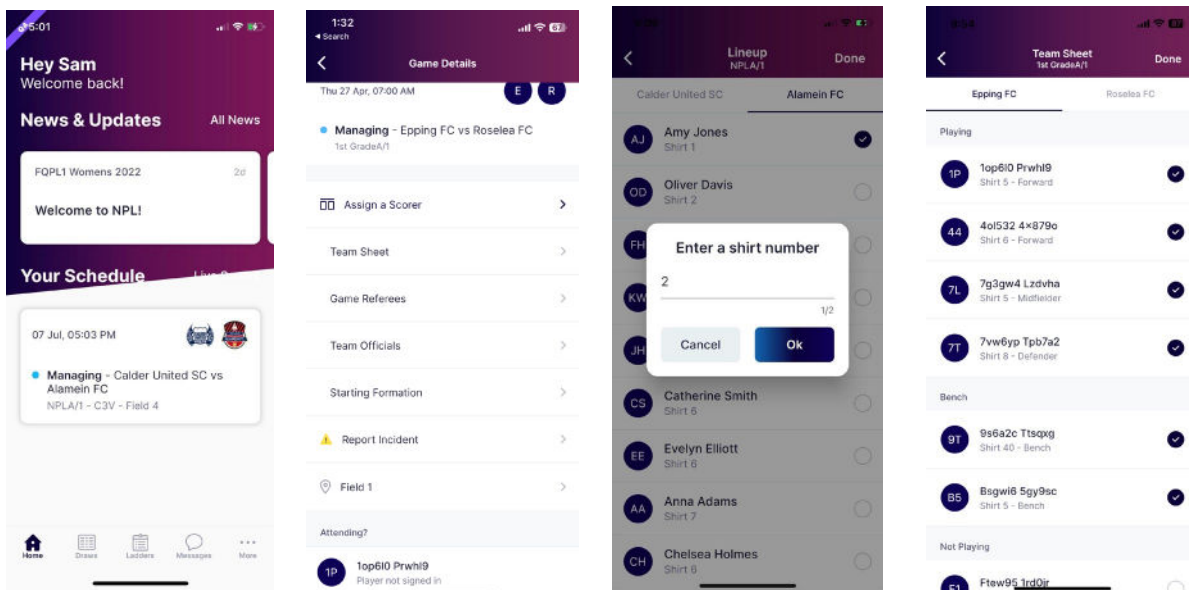 5:01
Hey Sam
Welcome back!
News & Updates All News
FQPL1 Womens 2022 2d
Welcome to NPL!
Your Schedule
07 Jul, 05:03 PM
Managing - Calder United SC vs
Alamein FC
NPLA/1 - C3V - Field 4
Home Draws Ladders Messages More
1:32
Search
Game Details
Thu 27 Apr, 07:00 AM E R
Managing - Epping FC vs Roselea FC
1st GradeA/1
Assign a Scorer
Team Sheet
Game Referees
Team Officials
Starting Formation
Report Incident
Field 1
Attending?
1P 1op6l0 Prwhl9
Player not signed in
Lineup
NPLA/1
Done
Calder United SC Alamein FC
AJ Amy Jones
Shirt 1
OD Oliver Davis
Shirt 2
FH
Enter a shirt number
KW
2
1/2
JH
Cancel Ok
CS Catherine Smith
Shirt 6
EE Evelyn Elliott
Shirt 6
AA Anna Adams
Shirt 7
CH Chelsea Holmes
Shirt 6
Team Sheet
1st GradeA/1
Done
Epping FC Roselea FC
Playing
1P 1op6l0 Prwhl9
Shirt 5 - Forward
44 4ol532 4×879o
Shirt 6 - Forward
7L 7g3gw4 Lzdvha
Shirt 5 - Midfielder
7T 7vw6yp Tpb7a2
Shirt 8 - Defender
Bench
9T 9s6a2c Ttsqxg
Shirt 40 - Bench
B5 Bsgwi6 5gy9sc
Shirt 5 - Bench
Not Playing
Ftew95 1rd0jr